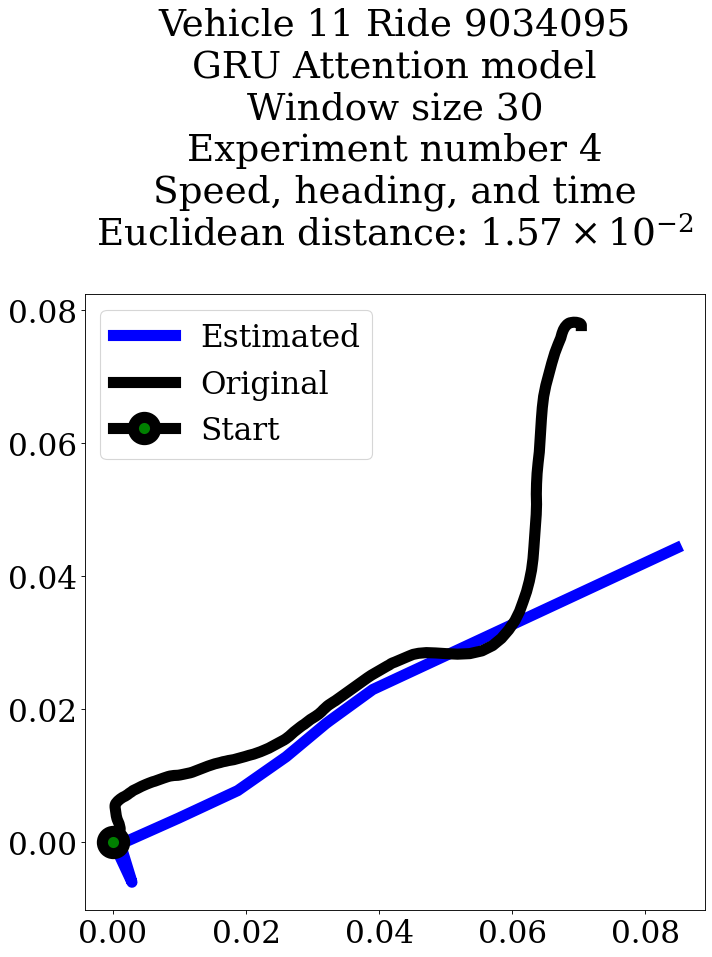 Vehicle 11 Ride 9034095
GRU Attention model
Window size 30
Experiment number 4
Speed, heading, and time
Euclidean distance: 1.57 × 10⁻²
0.08
Estimated
Original
Start
0.06
0.04
0.02
0.00
0.00 0.02 0.04 0.06 0.08